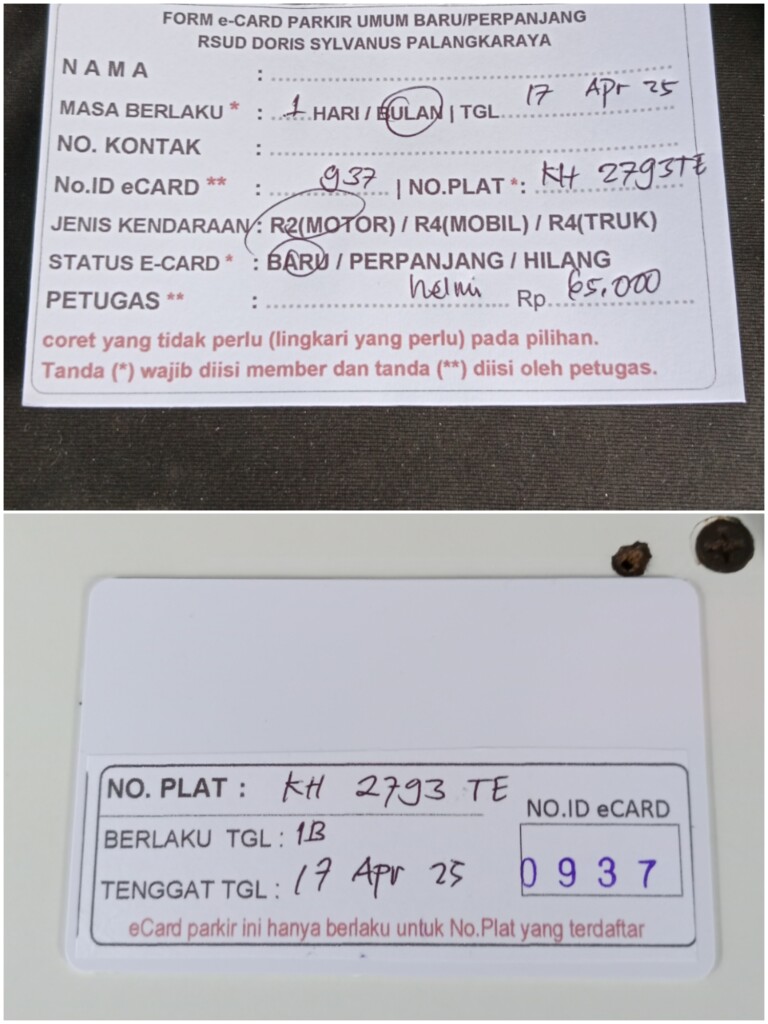 FORM e-CARD PARKIR UMUM BARU/PERPANJANG
RSUD DORIS SYLVANUS PALANGKARAYA
NAMA :
MASA BERLAKU * : 1 HARI / BULAN | TGL 17 Apr 25
NO. KONTAK :
No.ID eCARD ** : 937 | NO.PLAT *: KH 2793TE
JENIS KENDARAAN : R2(MOTOR) / R4(MOBIL) / R4(TRUK)
STATUS E-CARD * : BARU / PERPANJANG / HILANG
PETUGAS ** : helmi Rp. 65.000
coret yang tidak perlu (lingkari yang perlu) pada pilihan.
Tanda (*) wajib diisi member dan tanda (**) diisi oleh petugas.
NO. PLAT : KH 2793 TE
NO.ID eCARD
BERLAKU TGL : 1B
0937
TENGGAT TGL : 17 Apr 25
eCard parkir ini hanya berlaku untuk No.Plat yang terdaftar